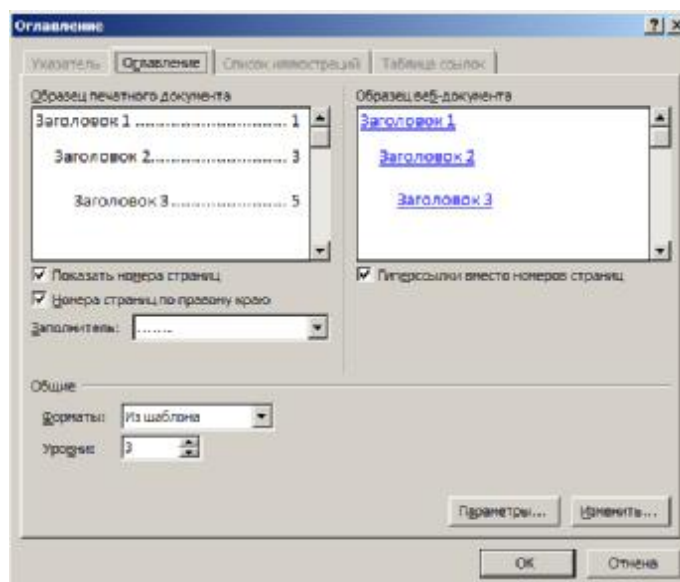 Оглавление
Указатель Оглавление Список иллюстраций Таблица ссылок
Образец печатного документа
Заголовок 1 ................................ 1
Заголовок 2............................ 3
Заголовок 3........................ 5
Образец веб-документа
Заголовок 1
Заголовок 2
Заголовок 3
Показать номера страниц
Номера страниц по правому краю
Заполнитель: .......
Гиперссылки вместо номеров страниц
Общие
Форматы: Из шаблона
Уровни: 3
Параметры... Изменить...
ОК Отмена